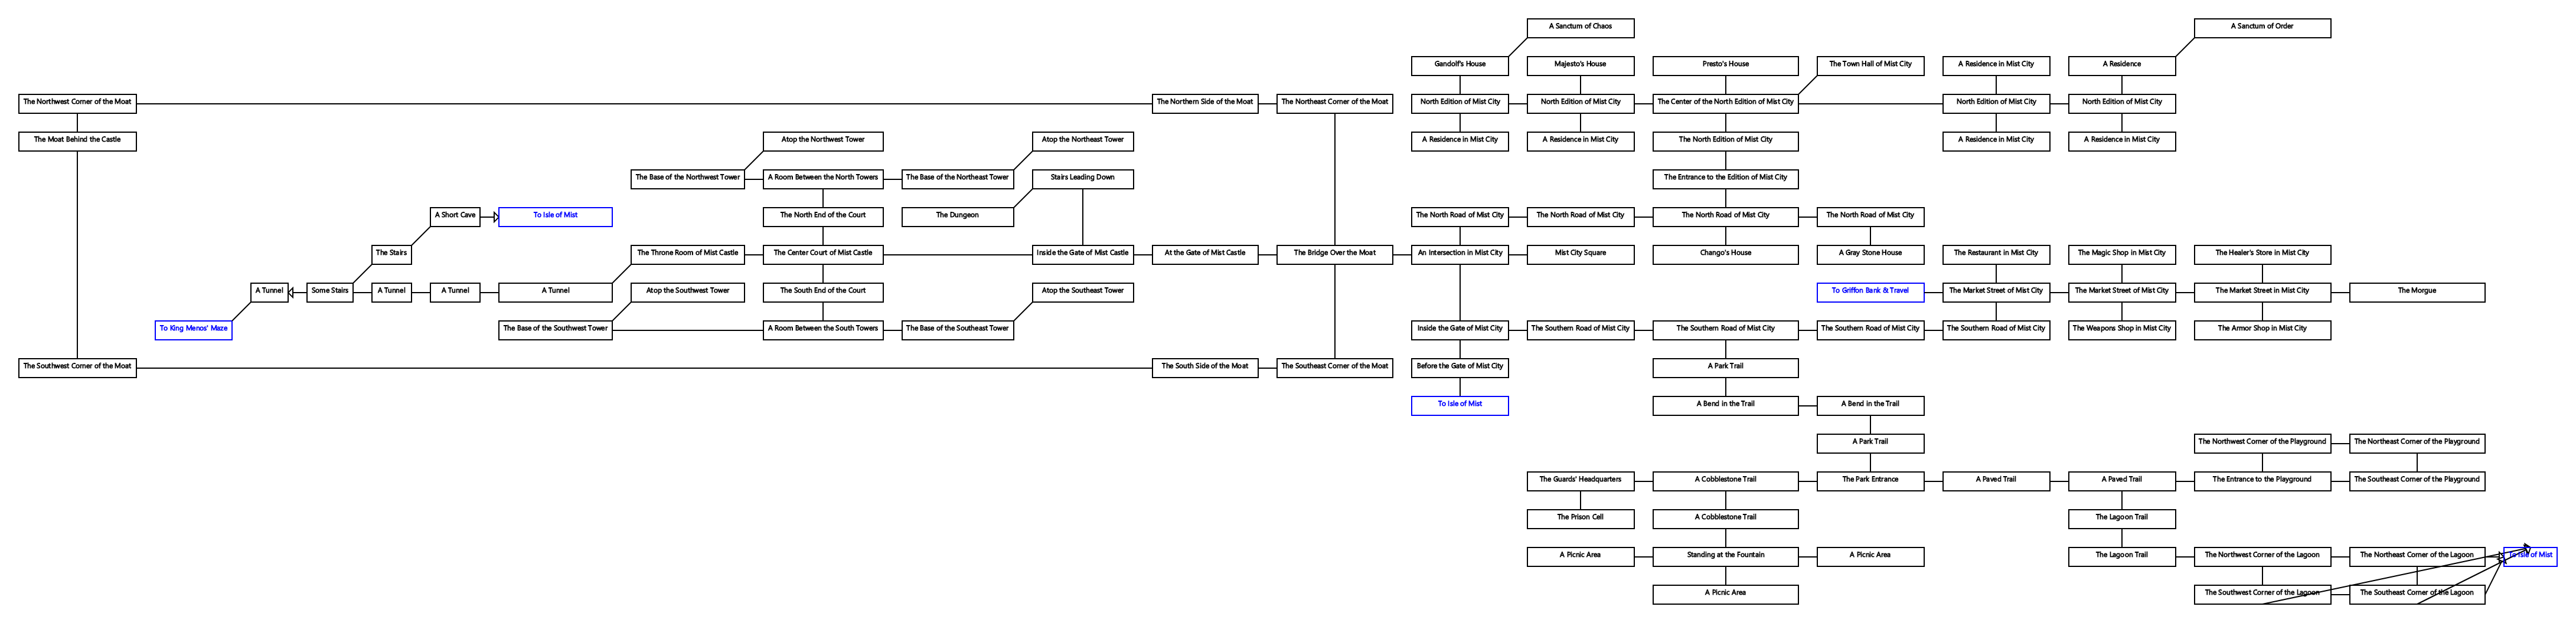 A Sanctum of Chaos
A Sanctum of Order
Gandolf's House
Majesto's House
Presto's House
The Town Hall of Mist City
A Residence in Mist City
A Residence
The Northwest Corner of the Moat
The Northern Side of the Moat
The Northeast Corner of the Moat
North Edition of Mist City
North Edition of Mist City
The Center of the North Edition of Mist City
North Edition of Mist City
North Edition of Mist City
The Moat Behind the Castle
Atop the Northwest Tower
Atop the Northeast Tower
A Residence in Mist City
A Residence in Mist City
The North Edition of Mist City
A Residence in Mist City
A Residence in Mist City
The Base of the Northwest Tower
A Room Between the North Towers
The Base of the Northeast Tower
Stairs Leading Down
The Entrance to the Edition of Mist City
A Short Cave
To Isle of Mist
The North End of the Court
The Dungeon
The North Road of Mist City
The North Road of Mist City
The North Road of Mist City
The North Road of Mist City
The Stairs
The Throne Room of Mist Castle
The Center Court of Mist Castle
Inside the Gate of Mist Castle
At the Gate of Mist Castle
The Bridge Over the Moat
An Intersection in Mist City
Mist City Square
Chango's House
A Gray Stone House
The Restaurant in Mist City
The Magic Shop in Mist City
The Healer's Store in Mist City
A Tunnel
Some Stairs
A Tunnel
A Tunnel
A Tunnel
Atop the Southwest Tower
The South End of the Court
Atop the Southeast Tower
To Griffon Bank & Travel
The Market Street of Mist City
The Market Street of Mist City
The Market Street in Mist City
The Morgue
To King Menos' Maze
The Base of the Southwest Tower
A Room Between the South Towers
The Base of the Southeast Tower
Inside the Gate of Mist City
The Southern Road of Mist City
The Southern Road of Mist City
The Southern Road of Mist City
The Southern Road of Mist City
The Weapons Shop in Mist City
The Armor Shop in Mist City
The Southwest Corner of the Moat
The South Side of the Moat
The Southeast Corner of the Moat
Before the Gate of Mist City
A Park Trail
To Isle of Mist
A Bend in the Trail
A Bend in the Trail
A Park Trail
The Northwest Corner of the Playground
The Northeast Corner of the Playground
The Guards' Headquarters
A Cobblestone Trail
The Park Entrance
A Paved Trail
A Paved Trail
The Entrance to the Playground
The Southeast Corner of the Playground
The Prison Cell
A Cobblestone Trail
The Lagoon Trail
A Picnic Area
Standing at the Fountain
A Picnic Area
The Lagoon Trail
The Northwest Corner of the Lagoon
The Northeast Corner of the Lagoon
To Isle of Mist
A Picnic Area
The Southwest Corner of the Lagoon
The Southeast Corner of the Lagoon